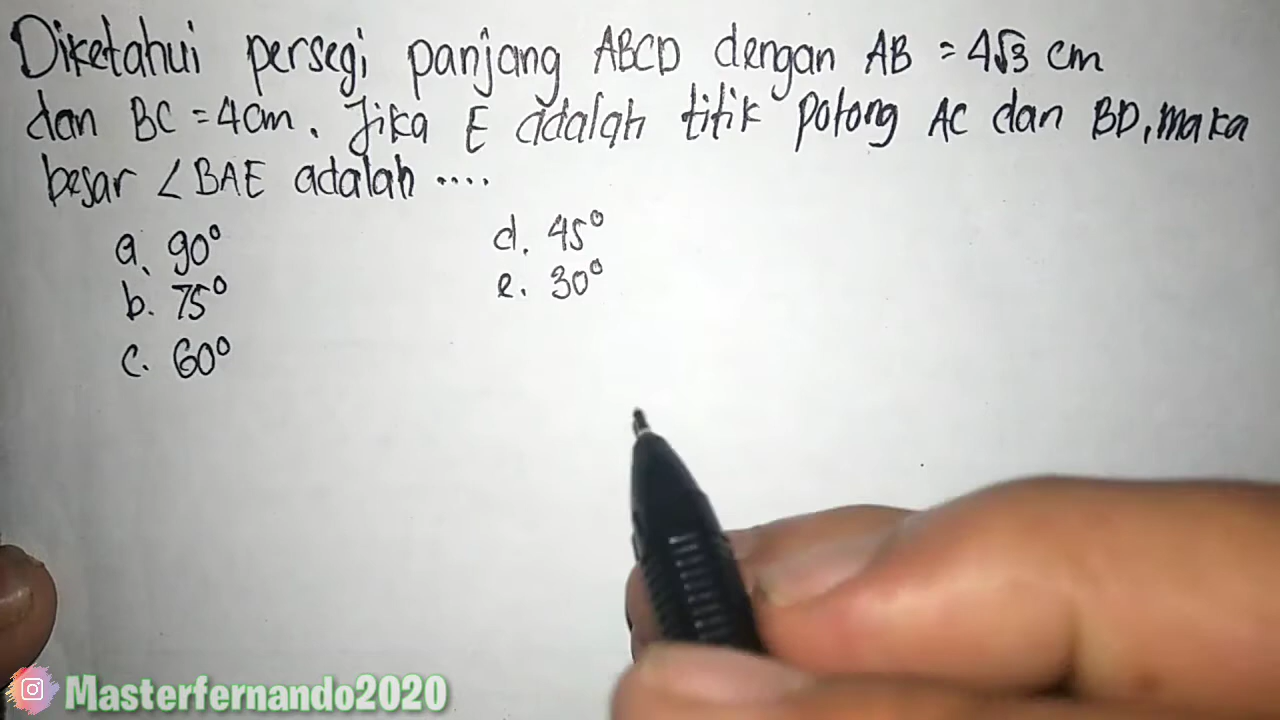 Diketahui persegi panjang ABCD dengan AB = 4√3 cm
dan BC = 4cm. Jika E adalah titik potong AC dan BD, maka
besar ∠BAE adalah ....
a. 90°
b. 75°
c. 60°
d. 45°
e. 30°
Masterfernando2020